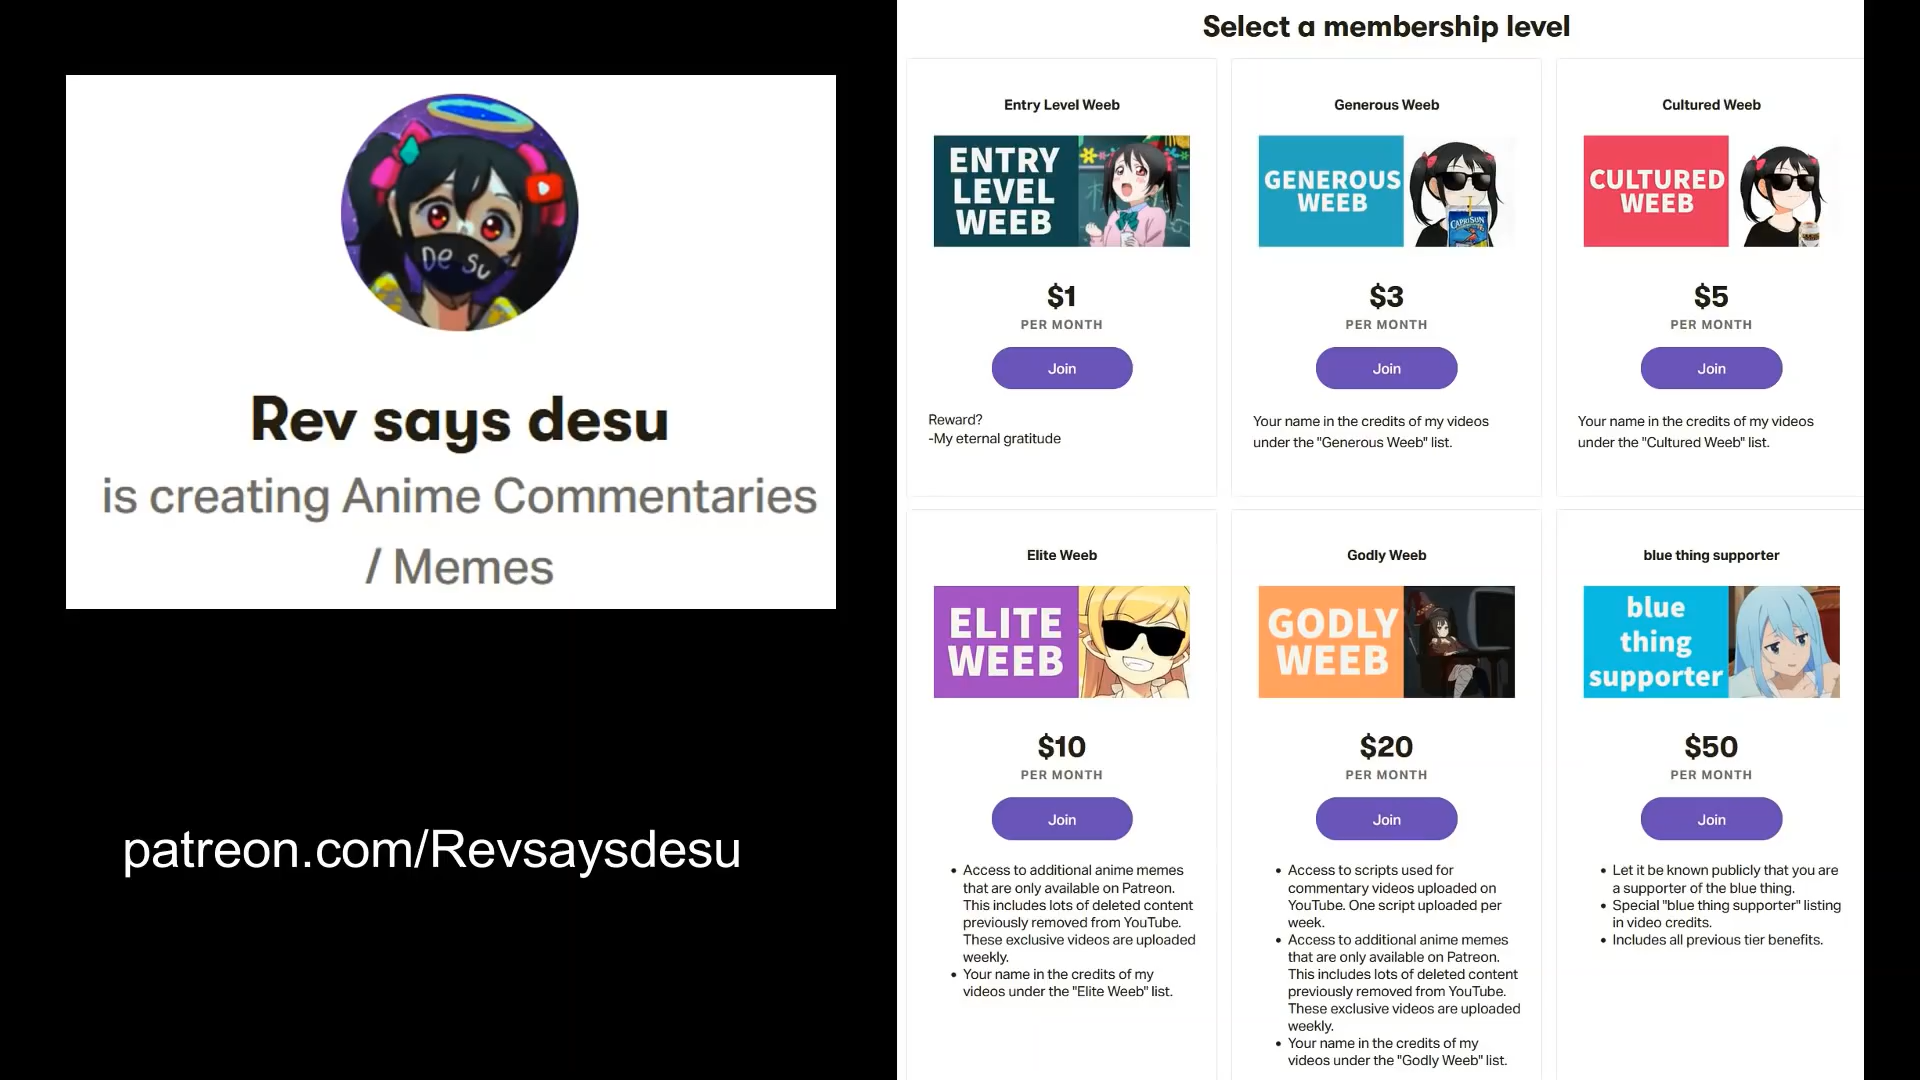 De Su
Rev says desu
is creating Anime Commentaries
/ Memes
patreon.com/Revsaysdesu
Select a membership level
Entry Level Weeb
ENTRY
LEVEL
WEEB
$1
PER MONTH
Join
Reward?
-My eternal gratitude
Generous Weeb
GENEROUS
WEEB
CAPRISUN
$3
PER MONTH
Join
Your name in the credits of my videos
under the "Generous Weeb" list.
Cultured Weeb
CULTURED
WEEB
$5
PER MONTH
Join
Your name in the credits of my videos
under the "Cultured Weeb" list.
Elite Weeb
ELITE
WEEB
$10
PER MONTH
Join
• Access to additional anime memes
that are only available on Patreon.
This includes lots of deleted content
previously removed from YouTube.
These exclusive videos are uploaded
weekly.
• Your name in the credits of my
videos under the "Elite Weeb" list.
Godly Weeb
GODLY
WEEB
$20
PER MONTH
Join
• Access to scripts used for
commentary videos uploaded on
YouTube. One script uploaded per
week.
• Access to additional anime memes
that are only available on Patreon.
This includes lots of deleted content
previously removed from YouTube.
These exclusive videos are uploaded
weekly.
• Your name in the credits of my
videos under the "Godly Weeb" list.
blue thing supporter
blue
thing
supporter
$50
PER MONTH
Join
• Let it be known publicly that you are
a supporter of the blue thing.
• Special "blue thing supporter" listing
in video credits.
• Includes all previous tier benefits.